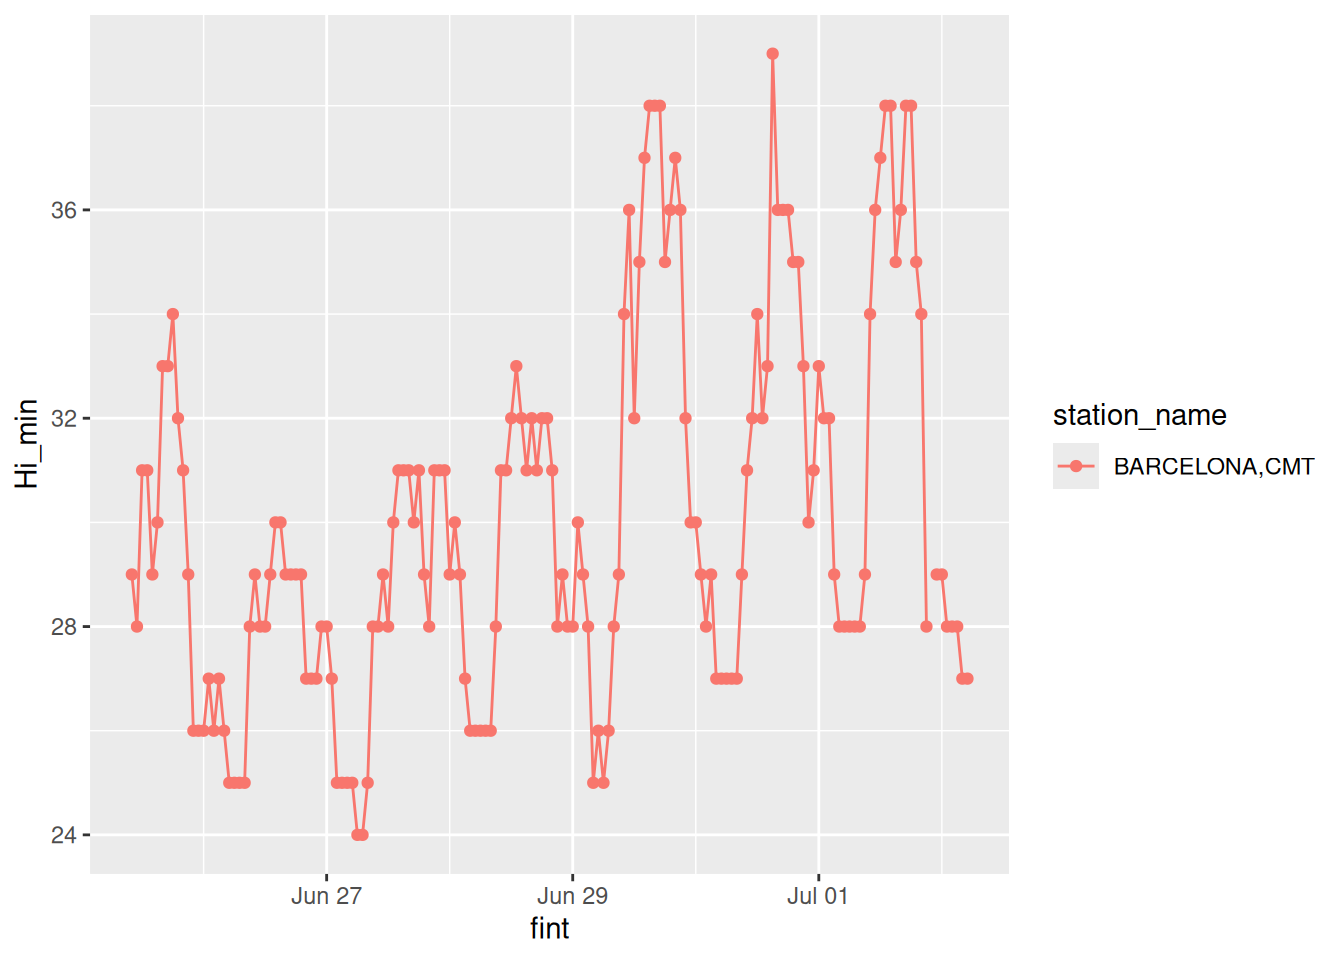 36
32
28
24
Hi_min
Jun 27
Jun 29
Jul 01
fint
station_name
BARCELONA,CMT